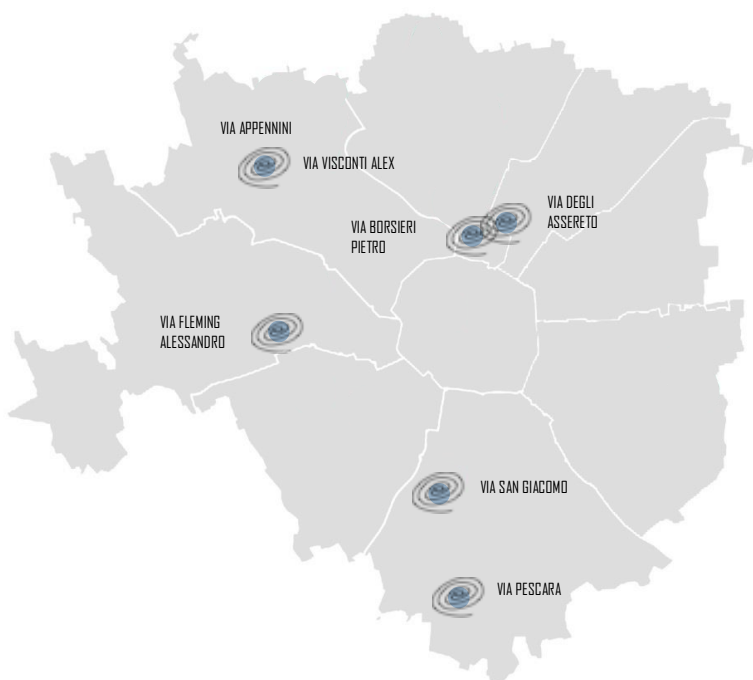 VIA APPENNINI
VIA VISCONTI ALEX
VIA DEGLI
ASSERETO
VIA BORSIERI
PIETRO
VIA FLEMING
ALESSANDRO
VIA SAN GIACOMO
VIA PESCARA